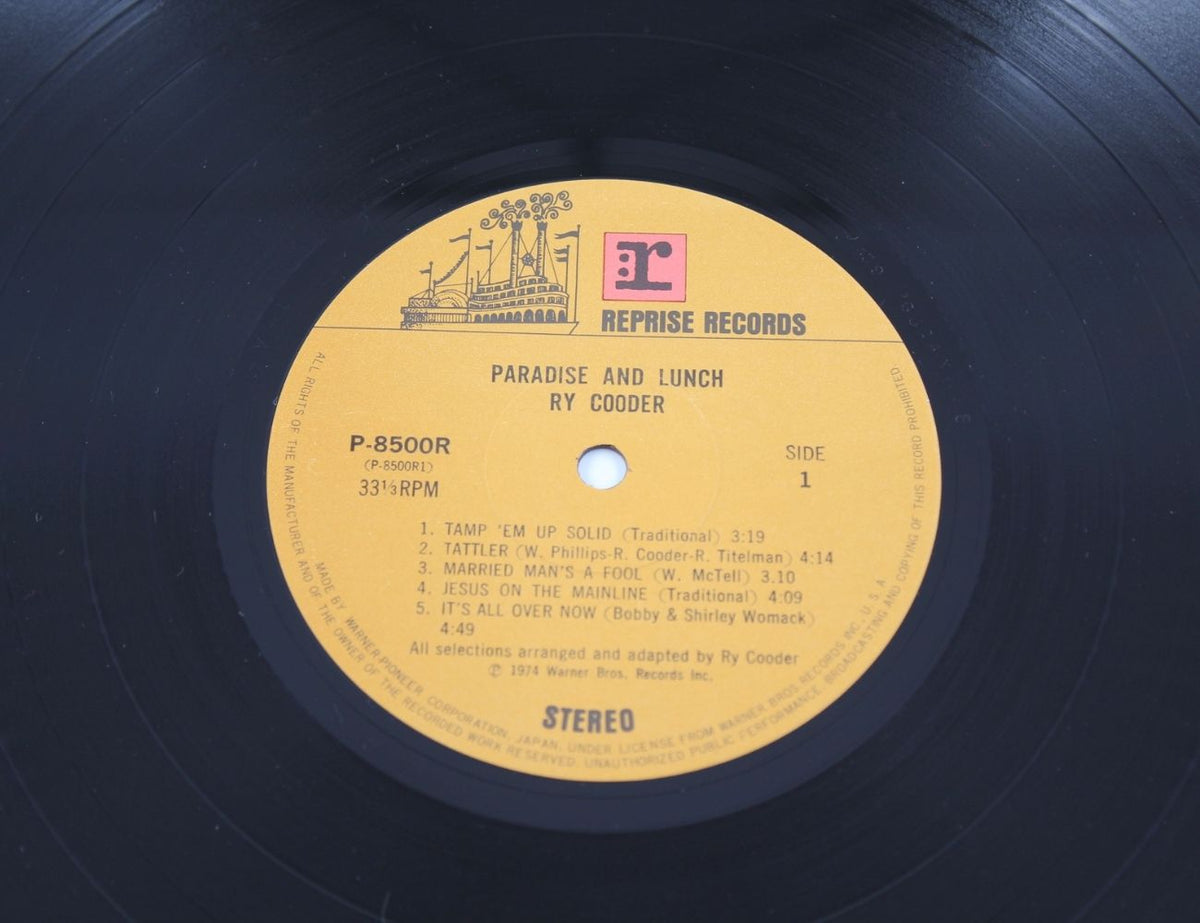 r
REPRISE RECORDS
PARADISE AND LUNCH
RY COODER
P-8500R
(P-8500R1)
33⅓RPM
SIDE
1
1. TAMP 'EM UP SOLID (Traditional) 3:19
2. TATTLER (W. Phillips-R. Cooder-R. Titelman) 4:14
3. MARRIED MAN'S A FOOL (W. McTell) 3.10
4. JESUS ON THE MAINLINE (Traditional) 4:09
5. IT'S ALL OVER NOW (Bobby & Shirley Womack)
4:49
All selections arranged and adapted by Ry Cooder
℗ 1974 Warner Bros. Records Inc.
STEREO
MADE BY WARNER-PIONEER CORPORATION, JAPAN, UNDER LICENSE FROM WARNER BROS. RECORDS INC., U. S. A.
ALL RIGHTS OF THE MANUFACTURER AND OF THE OWNER OF THE RECORDED WORK RESERVED. UNAUTHORIZED PUBLIC PERFORMANCE, BROADCASTING AND COPYING OF THIS RECORD PROHIBITED.